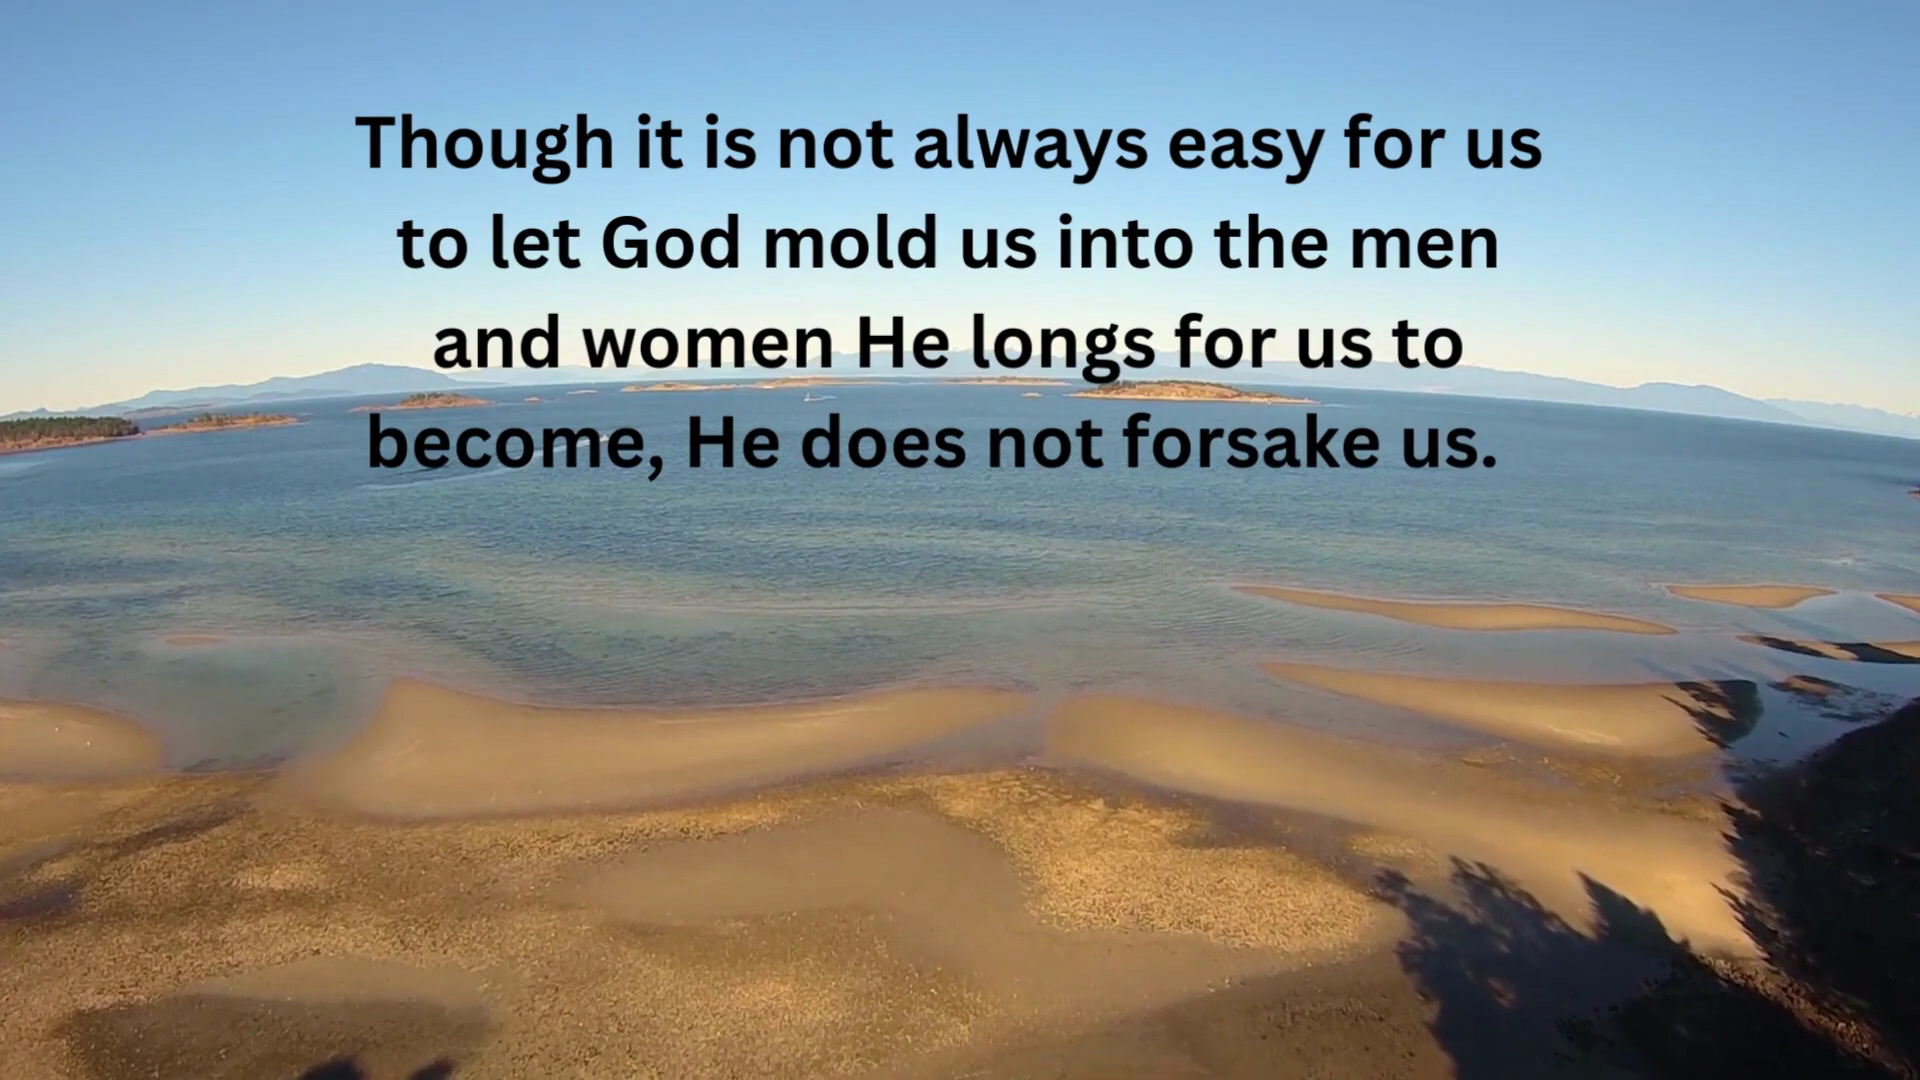 Though it is not always easy for us
to let God mold us into the men
and women He longs for us to
become, He does not forsake us.